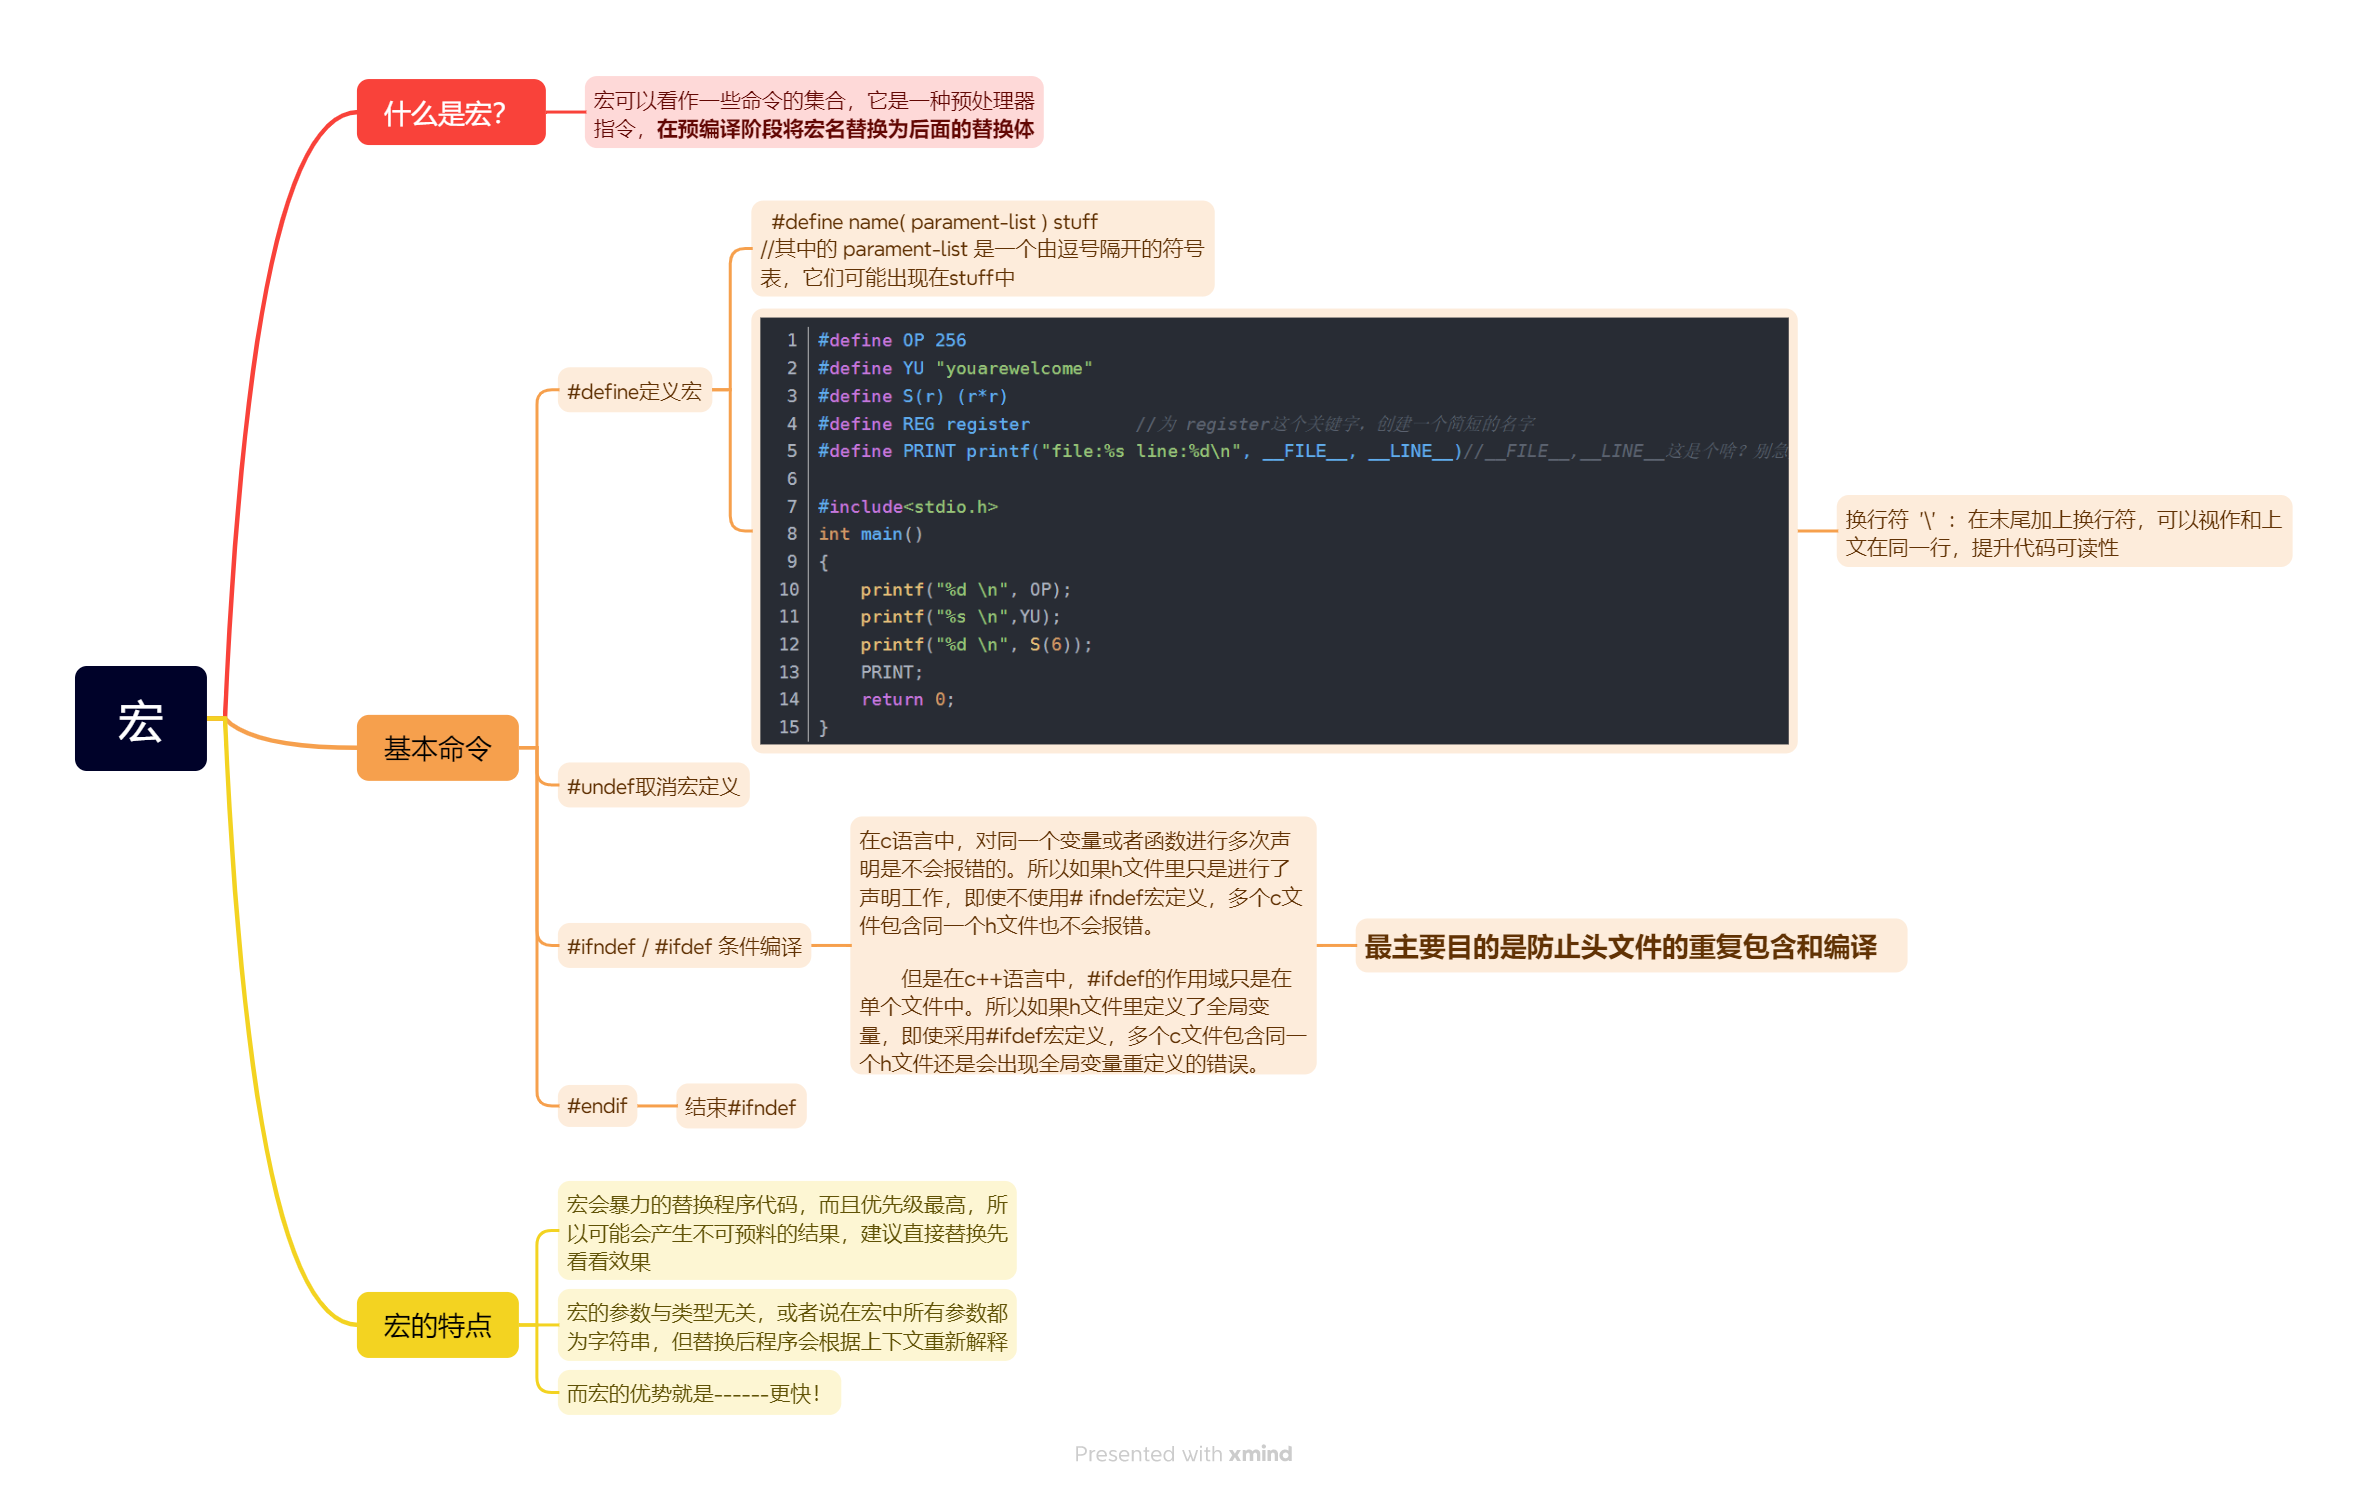 宏
什么是宏?
宏可以看作一些命令的集合，它是一种预处理器
指令，在预编译阶段将宏名替换为后面的替换体
基本命令
#define定义宏
#define name( parament-list ) stuff
//其中的 parament-list 是一个由逗号隔开的符号
表，它们可能出现在stuff中
1 #define OP 256
2 #define YU "youarewelcome"
3 #define S(r) (r*r)
4 #define REG register //为 register这个关键字，创建一个简短的名字
5 #define PRINT printf("file:%s line:%d\n", __FILE__, __LINE__)//__FILE__,__LINE__这是个啥？别急
6
7 #include<stdio.h>
8 int main()
9 {
10 printf("%d \n", OP);
11 printf("%s \n",YU);
12 printf("%d \n", S(6));
13 PRINT;
14 return 0;
15 }
换行符 '\' ：在末尾加上换行符，可以视作和上
文在同一行，提升代码可读性
#undef取消宏定义
#ifndef / #ifdef 条件编译
在c语言中，对同一个变量或者函数进行多次声
明是不会报错的。所以如果h文件里只是进行了
声明工作，即使不使用# ifndef宏定义，多个c文
件包含同一个h文件也不会报错。
但是在c++语言中，#ifdef的作用域只是在
单个文件中。所以如果h文件里定义了全局变
量，即使采用#ifdef宏定义，多个c文件包含同一
个h文件还是会出现全局变量重定义的错误。
最主要目的是防止头文件的重复包含和编译
#endif
结束#ifndef
宏的特点
宏会暴力的替换程序代码，而且优先级最高，所
以可能会产生不可预料的结果，建议直接替换先
看看效果
宏的参数与类型无关，或者说在宏中所有参数都
为字符串，但替换后程序会根据上下文重新解释
而宏的优势就是------更快！
Presented with xmind